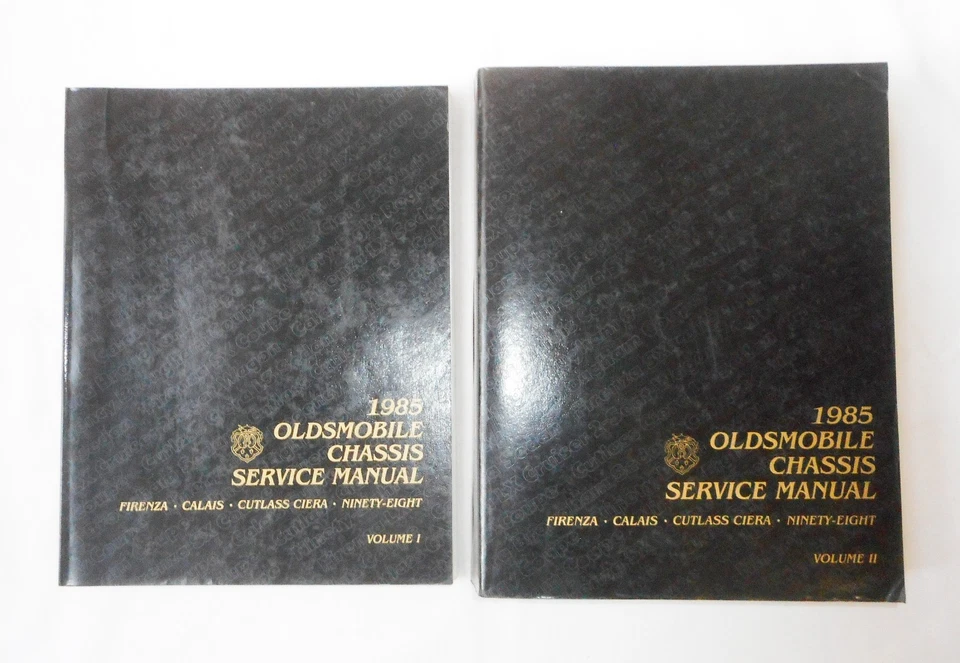 1985
OLDSMOBILE
CHASSIS
SERVICE MANUAL
FIRENZA • CALAIS • CUTLASS CIERA • NINETY-EIGHT
VOLUME I
1985
OLDSMOBILE
CHASSIS
SERVICE MANUAL
FIRENZA • CALAIS • CUTLASS CIERA • NINETY-EIGHT
VOLUME II